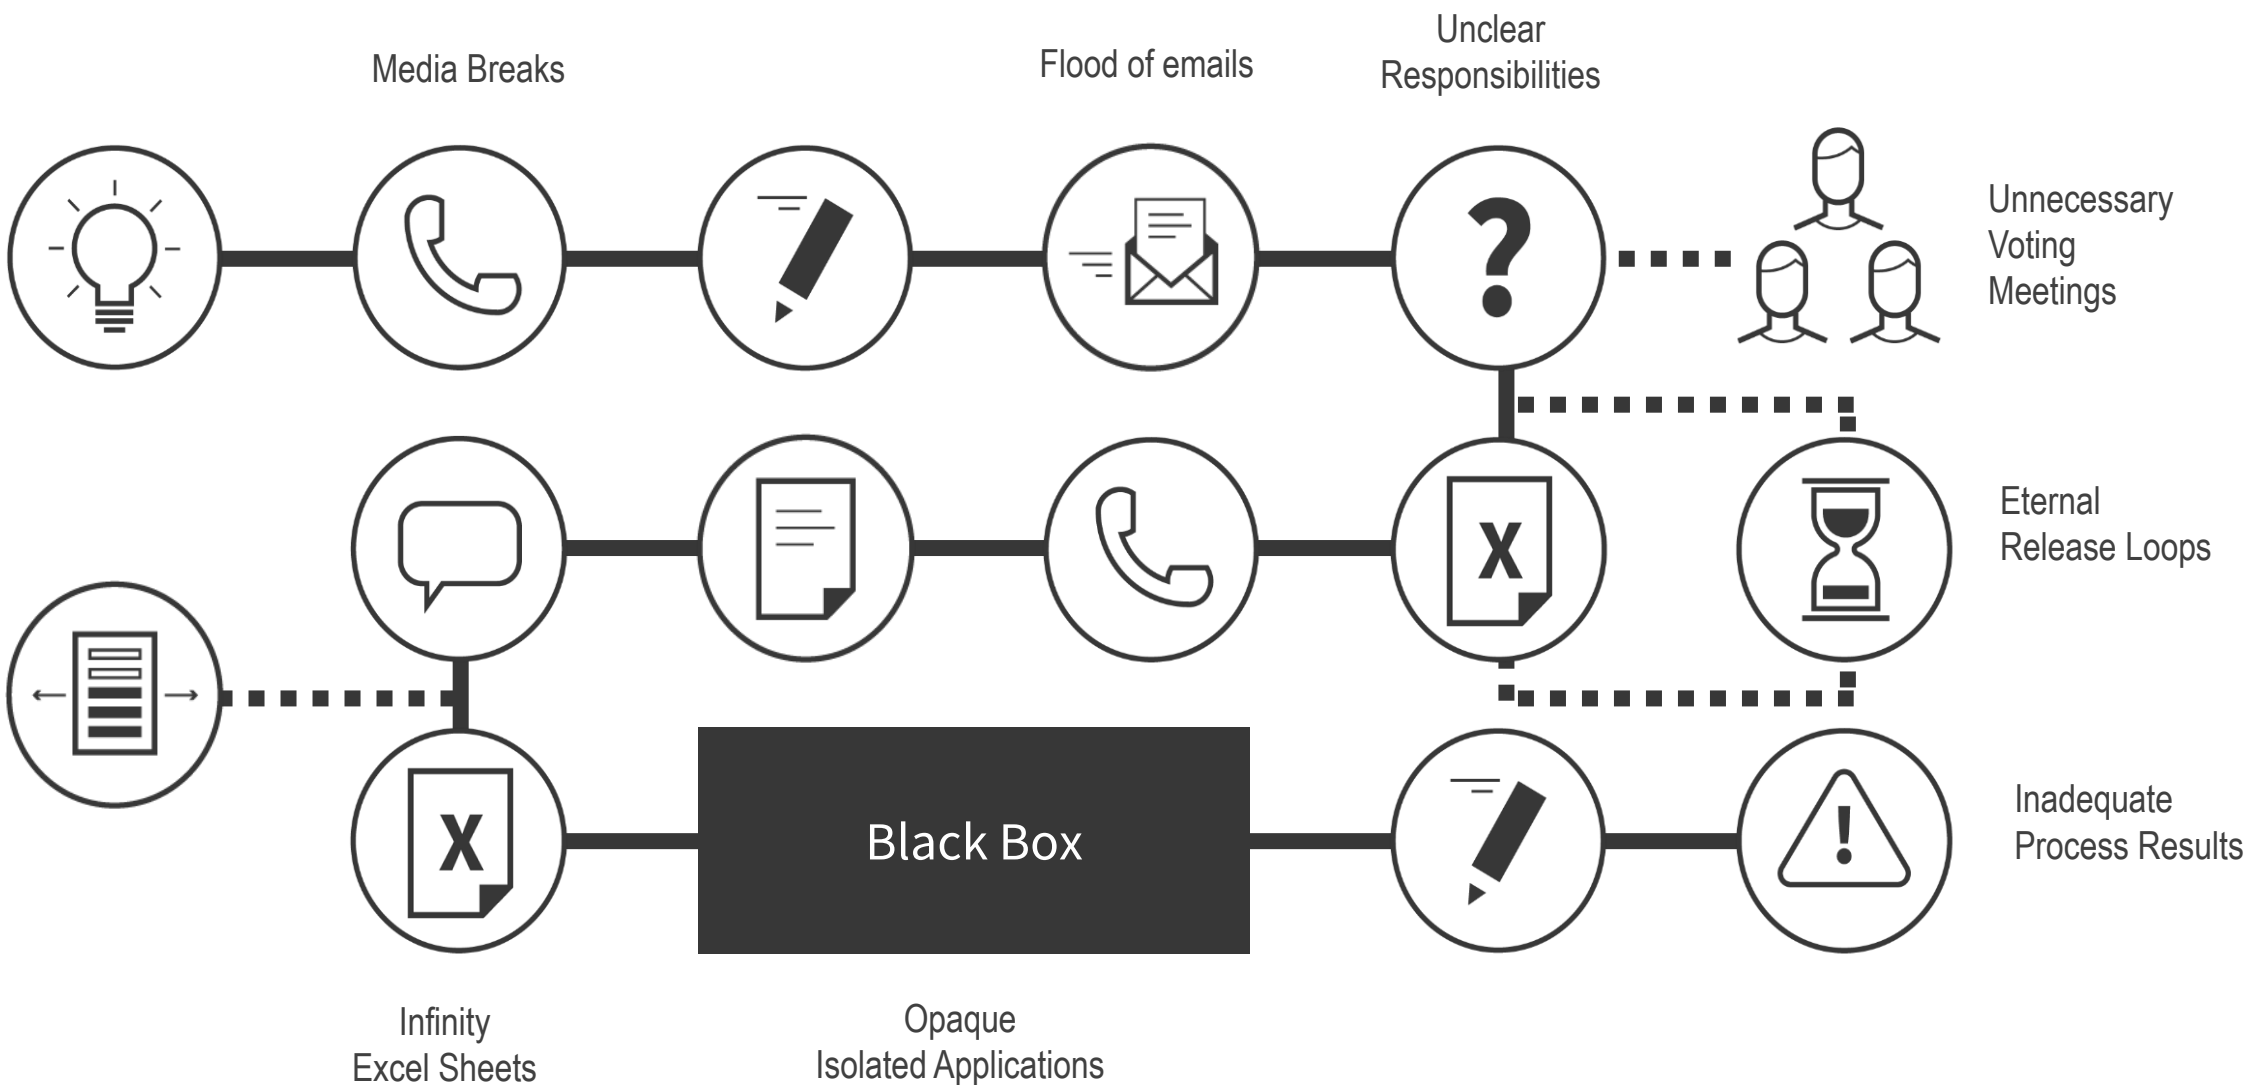 Media Breaks
Flood of emails
Unclear
Responsibilities
Unnecessary
Voting
Meetings
Eternal
Release Loops
X
X
Black Box
Inadequate
Process Results
Infinity
Excel Sheets
Opaque
Isolated Applications